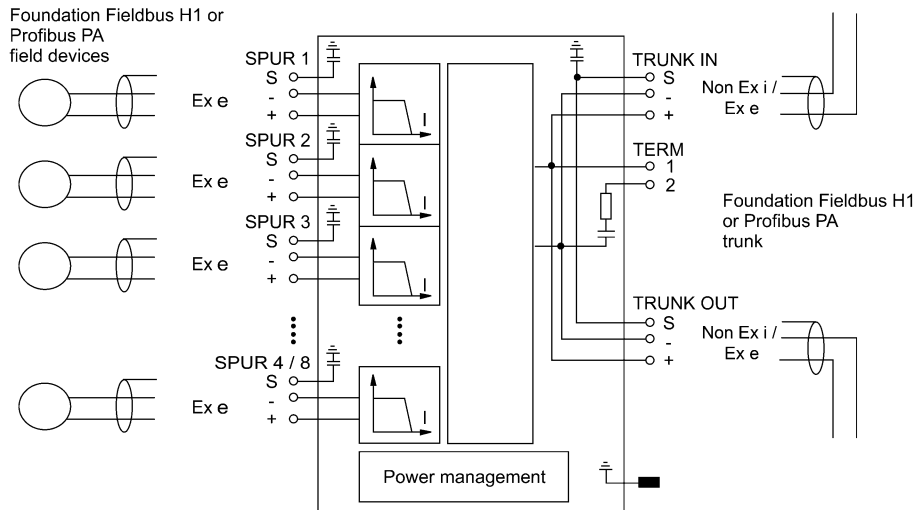 Foundation Fieldbus H1 or
Profibus PA
field devices
SPUR 1
S
-
+
Ex e
I
SPUR 2
S
-
+
Ex e
I
SPUR 3
S
-
+
Ex e
I
SPUR 4 / 8
S
-
+
Ex e
I
Power management
TRUNK IN
S
-
+
Non Ex i /
Ex e
TERM
1
2
Foundation Fieldbus H1
or Profibus PA
trunk
TRUNK OUT
S
-
+
Non Ex i /
Ex e